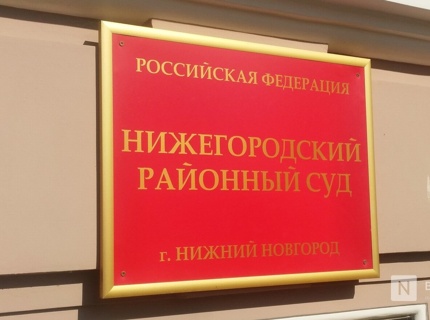 РОССИЙСКАЯ ФЕДЕРАЦИЯ
НИЖЕГОРОДСКИЙ
РАЙОННЫЙ СУД
г. НИЖНИЙ НОВГОРОД
N